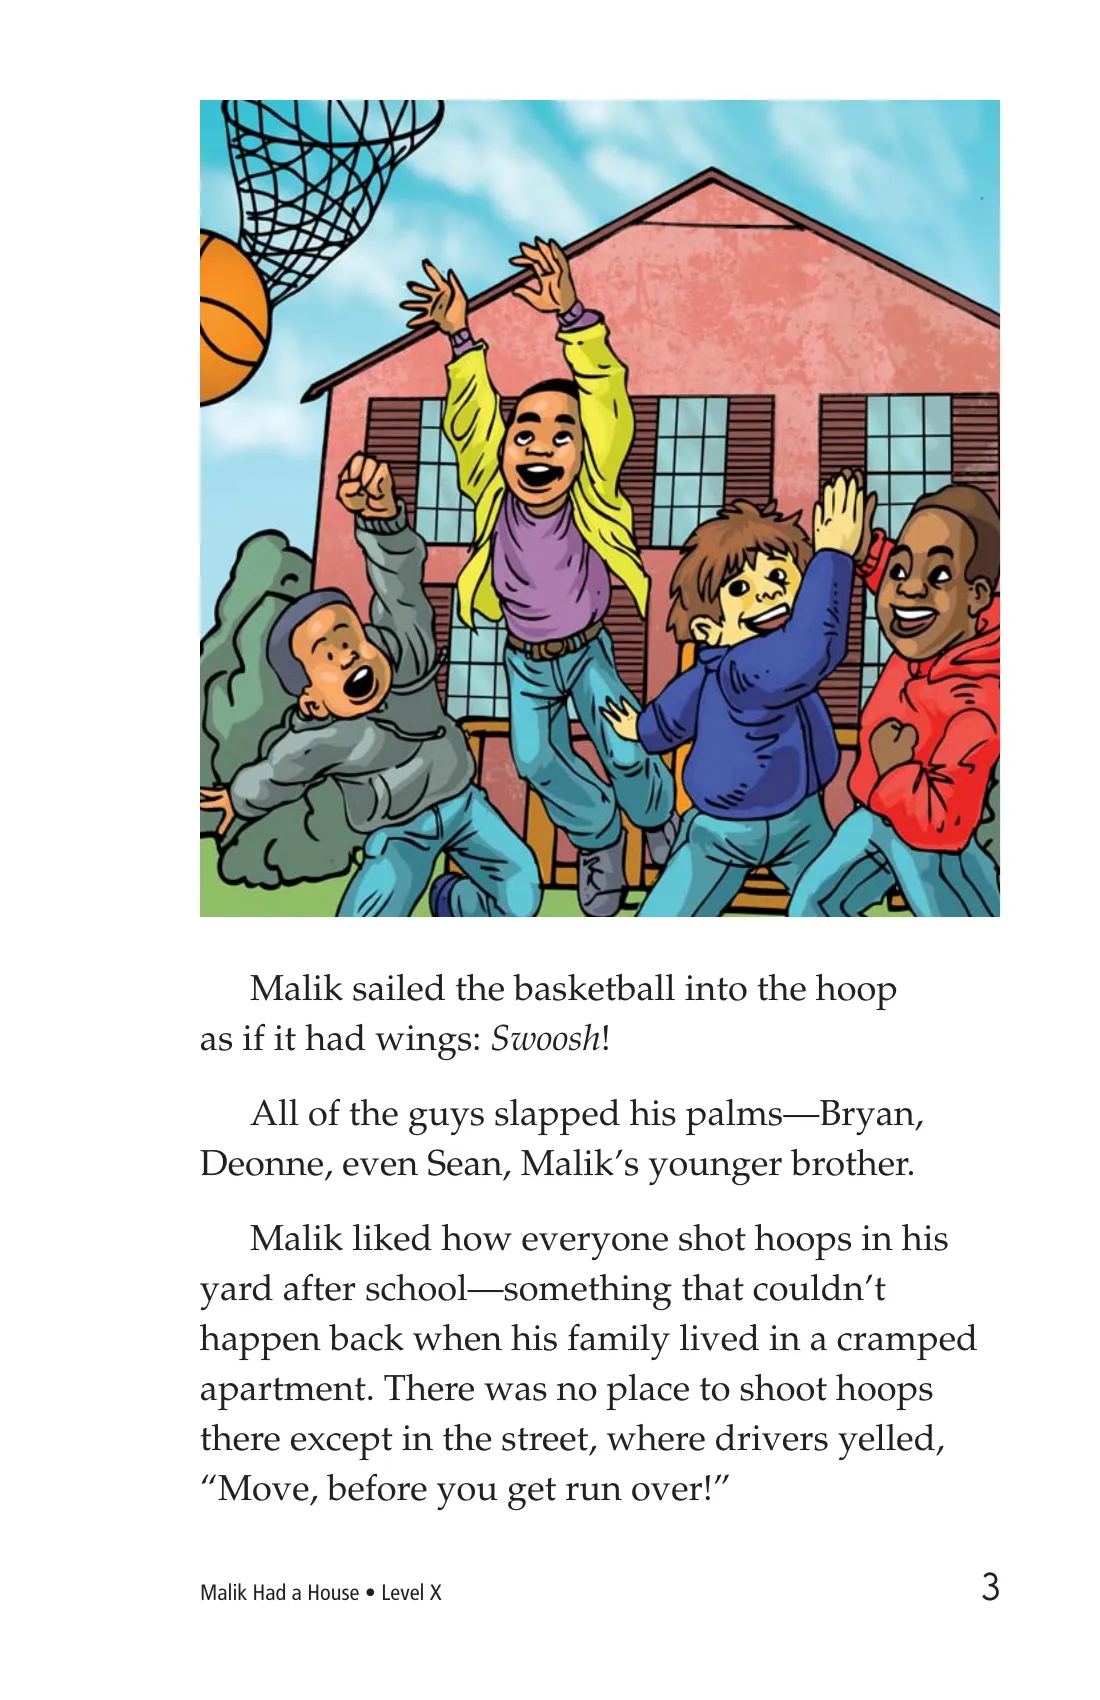 Malik sailed the basketball into the hoop
as if it had wings: Swoosh!
All of the guys slapped his palms—Bryan,
Deonne, even Sean, Malik’s younger brother.
Malik liked how everyone shot hoops in his
yard after school—something that couldn’t
happen back when his family lived in a cramped
apartment. There was no place to shoot hoops
there except in the street, where drivers yelled,
“Move, before you get run over!”
Malik Had a House • Level X
3